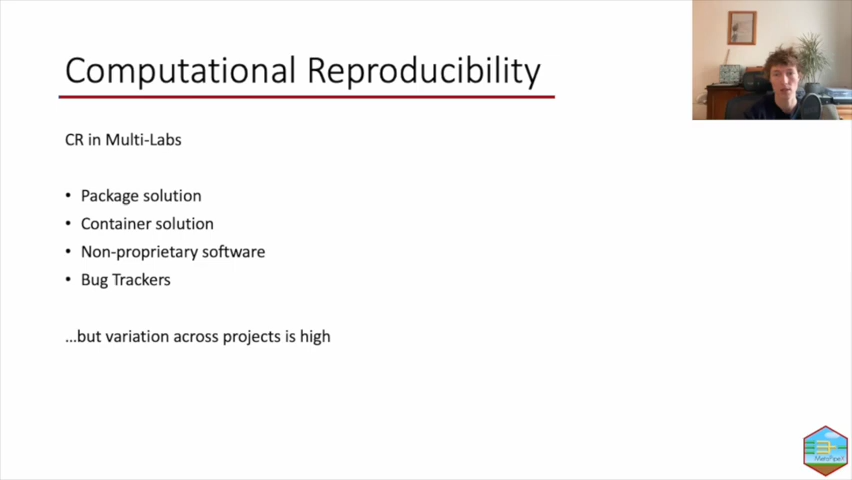 Computational Reproducibility
CR in Multi-Labs
• Package solution
• Container solution
• Non-proprietary software
• Bug Trackers
...but variation across projects is high